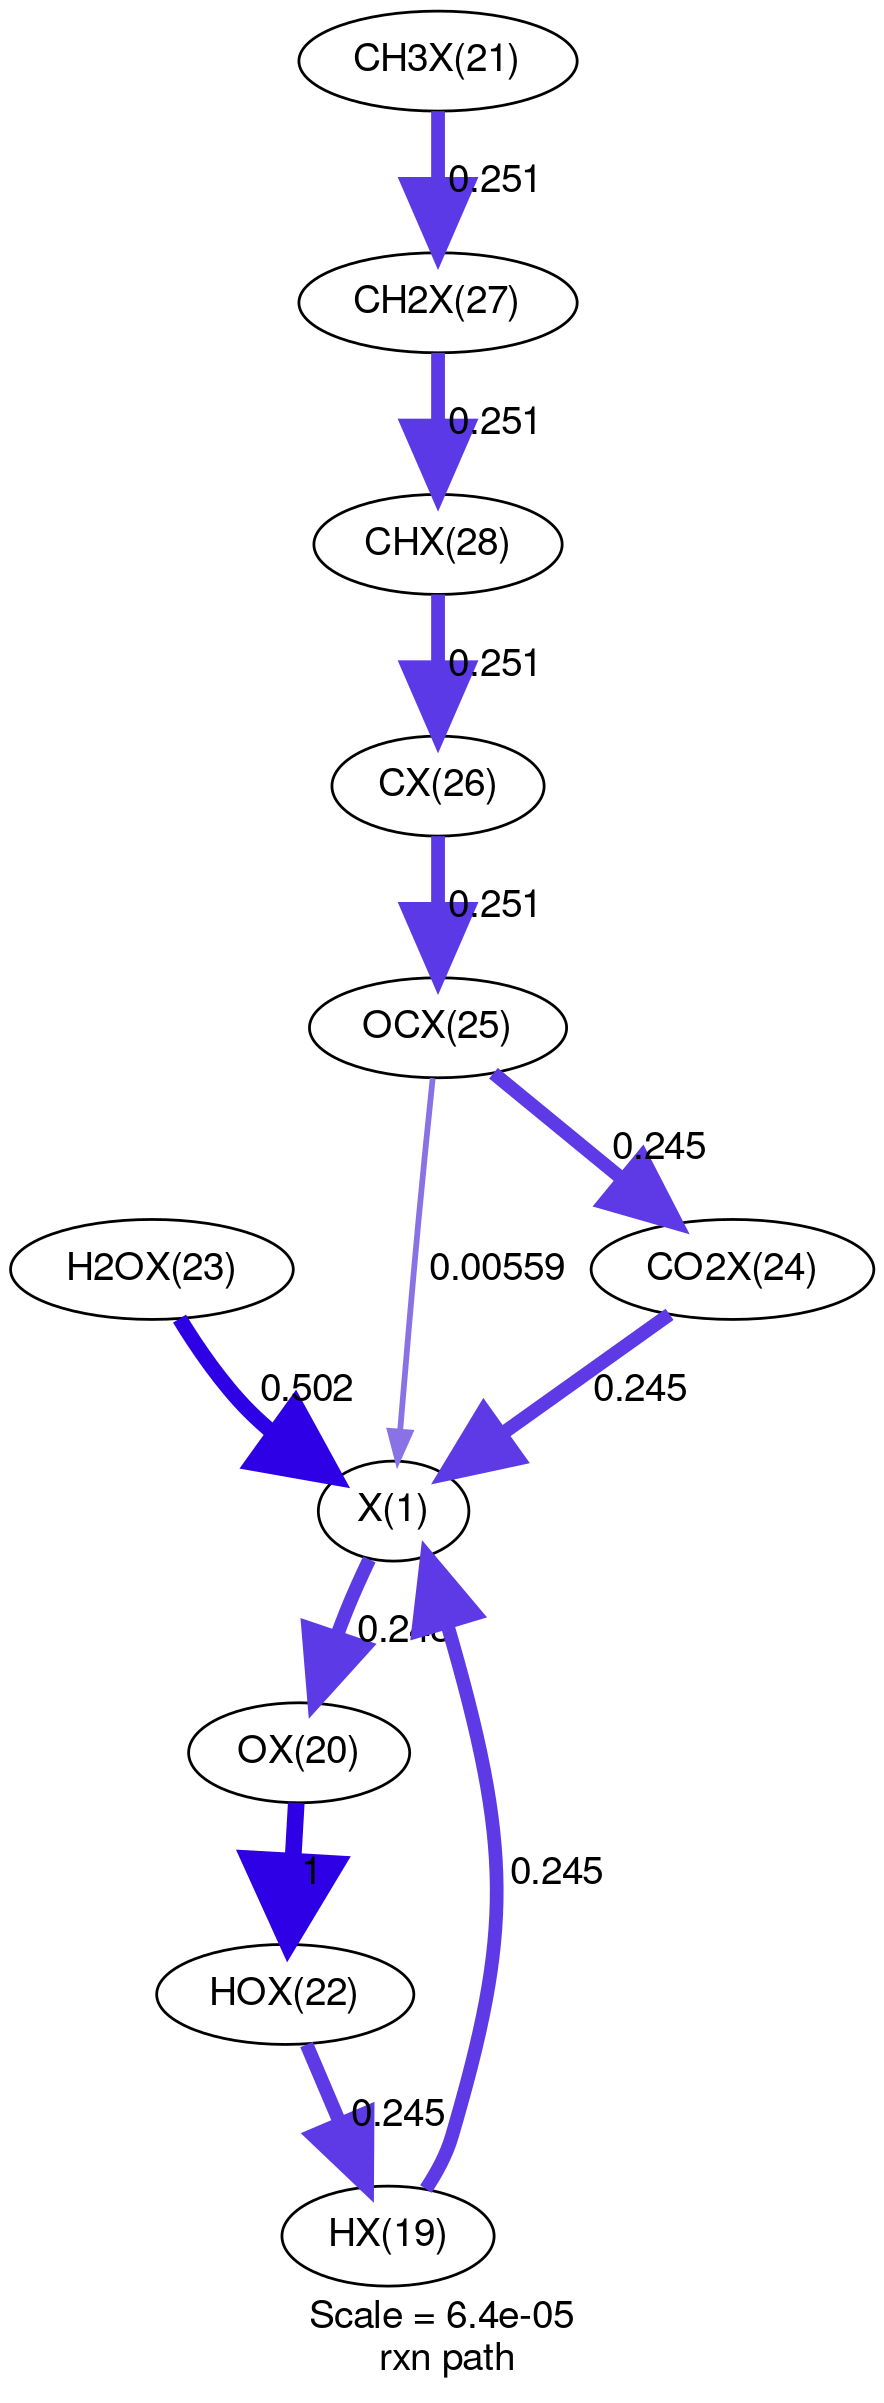 CH3X(21)
0.251
CH2X(27)
0.251
CHX(28)
0.251
CX(26)
0.251
OCX(25)
0.245
H2OX(23)
0.00559
CO2X(24)
0.502
0.245
X(1)
OX(20)
1
0.245
HOX(22)
0.245
HX(19)
Scale = 6.4e-05
rxn path